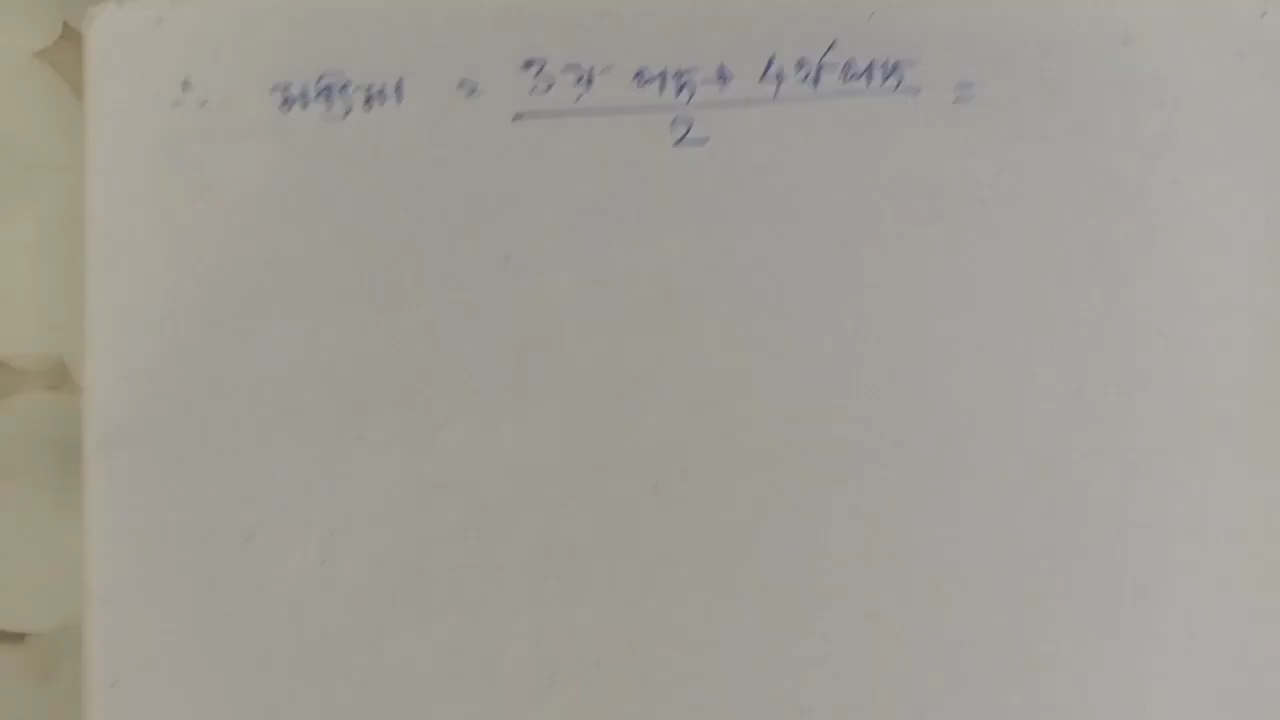 ∴ মধ্যমা = 3য় পদ + 4র্থ পদ / 2 =